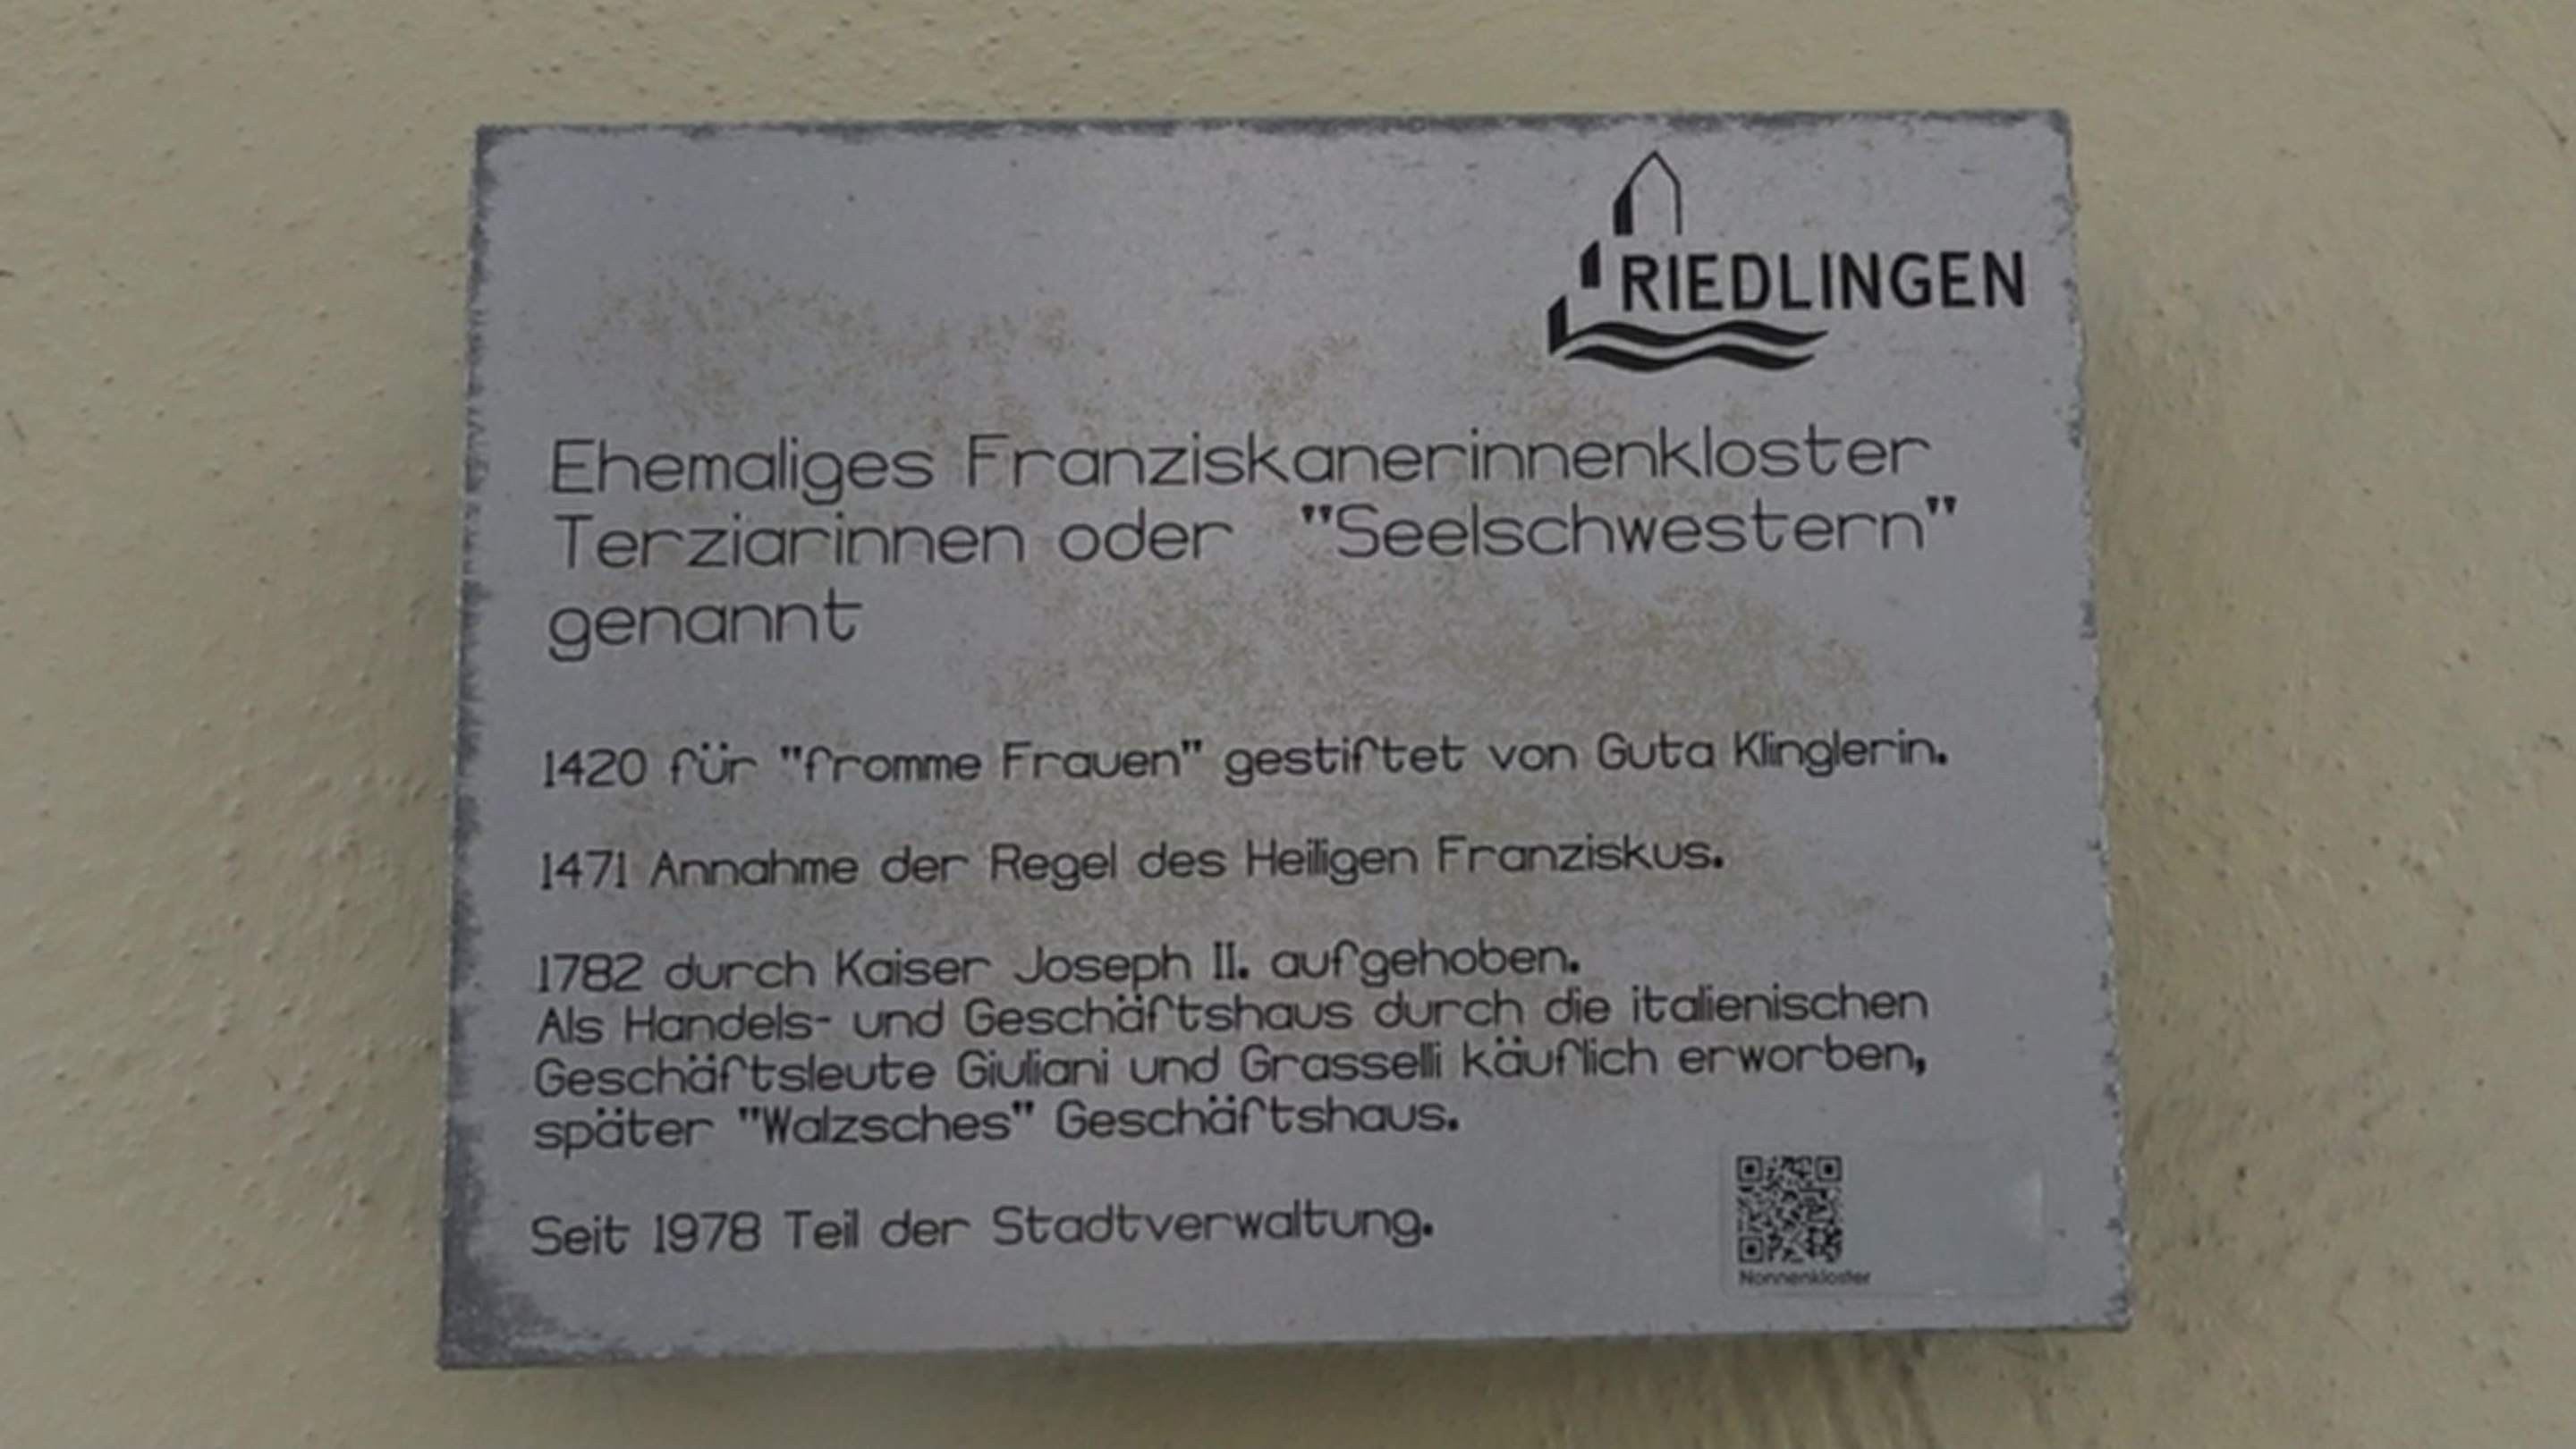 RIEDLINGEN
Ehemaliges Franziskanerinnenkloster
Terziarinnen oder "Seelschwestern"
genannt
1420 für "fromme Frauen" gestiftet von Guta Klinglerin.
1471 Annahme der Regel des Heiligen Franziskus.
1782 durch Kaiser Joseph II. aufgehoben.
Als Handels- und Geschäftshaus durch die italienischen
Geschäftsleute Giuliani und Grasselli käuflich erworben,
später "Walzsches" Geschäftshaus.
Seit 1978 Teil der Stadtverwaltung.
Nonnenkloster